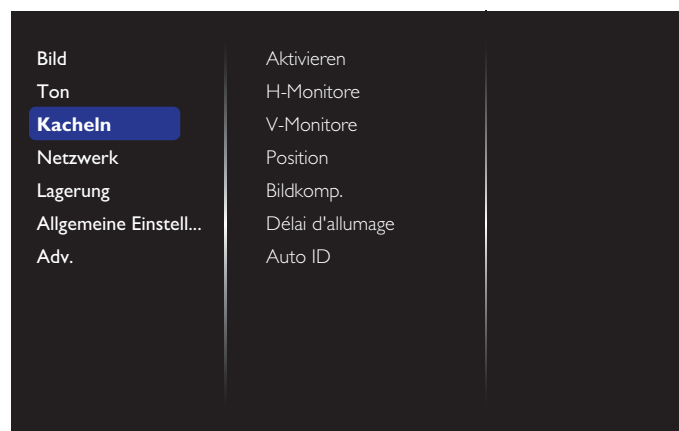 Bild
Ton
Kacheln
Netzwerk
Lagerung
Allgemeine Einstell...
Adv.
Aktivieren
H-Monitore
V-Monitore
Position
Bildkomp.
Délai d'allumage
Auto ID